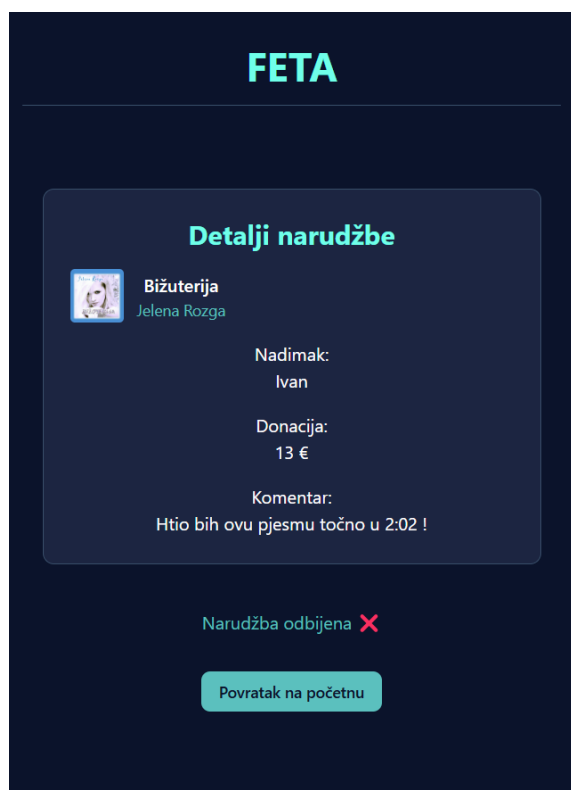 FETA
Detalji narudžbe
Bižuterija
Jelena Rozga
Nadimak:
Ivan
Donacija:
13 €
Komentar:
Htio bih ovu pjesmu točno u 2:02 !
Narudžba odbijena ❌
Povratak na početnu